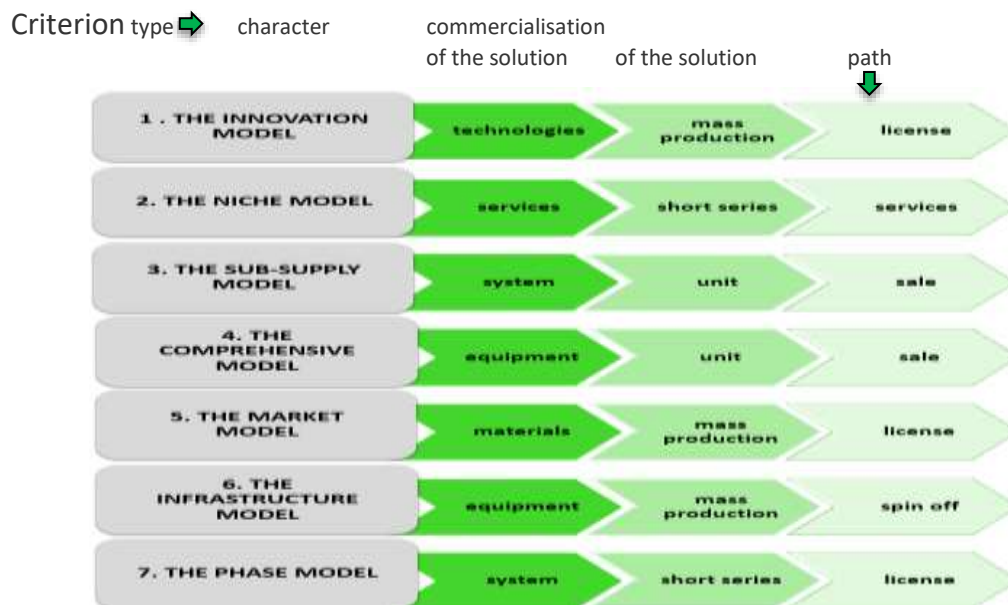 Criterion type character commercialisation
of the solution of the solution path
1 . THE INNOVATION
MODEL
technologies
mass
production
license
2. THE NICHE MODEL
services
short series
services
3. THE SUB-SUPPLY
MODEL
system
unit
sale
4. THE
COMPREHENSIVE
MODEL
equipment
unit
sale
5. THE MARKET
MODEL
materials
mass
production
license
6. THE
INFRASTRUCTURE
MODEL
equipment
mass
production
spin off
7. THE PHASE MODEL
system
short series
license